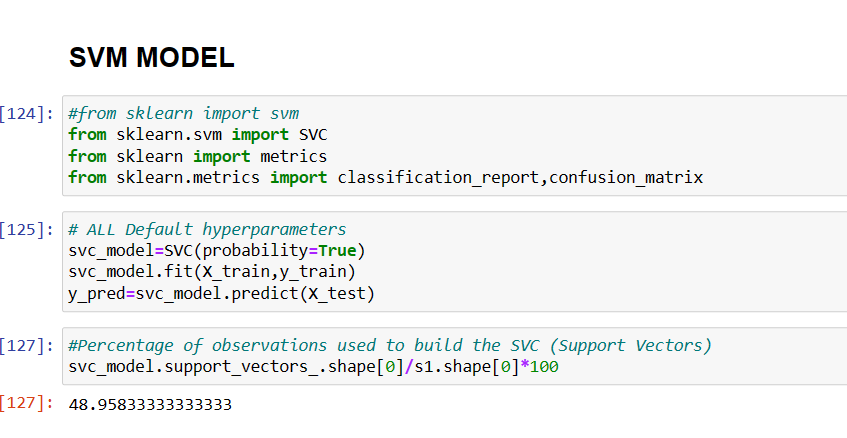 SVM MODEL
[124]: #from sklearn import svm
from sklearn.svm import SVC
from sklearn import metrics
from sklearn.metrics import classification_report,confusion_matrix
[125]: # ALL Default hyperparameters
svc_model=SVC(probability=True)
svc_model.fit(X_train,y_train)
y_pred=svc_model.predict(X_test)
[127]: #Percentage of observations used to build the SVC (Support Vectors)
svc_model.support_vectors_.shape[0]/s1.shape[0]*100
[127]: 48.95833333333333